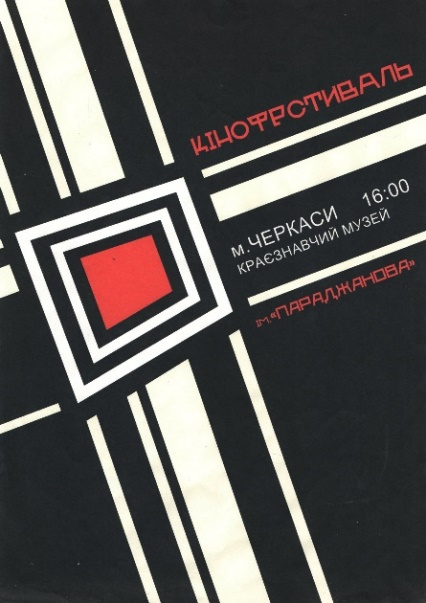 КІНОФЕСТИВАЛЬ
м.ЧЕРКАСИ 16:00
КРАЄЗНАВЧИЙ МУЗЕЙ
ІМ.«ПАРАДЖАНОВА»